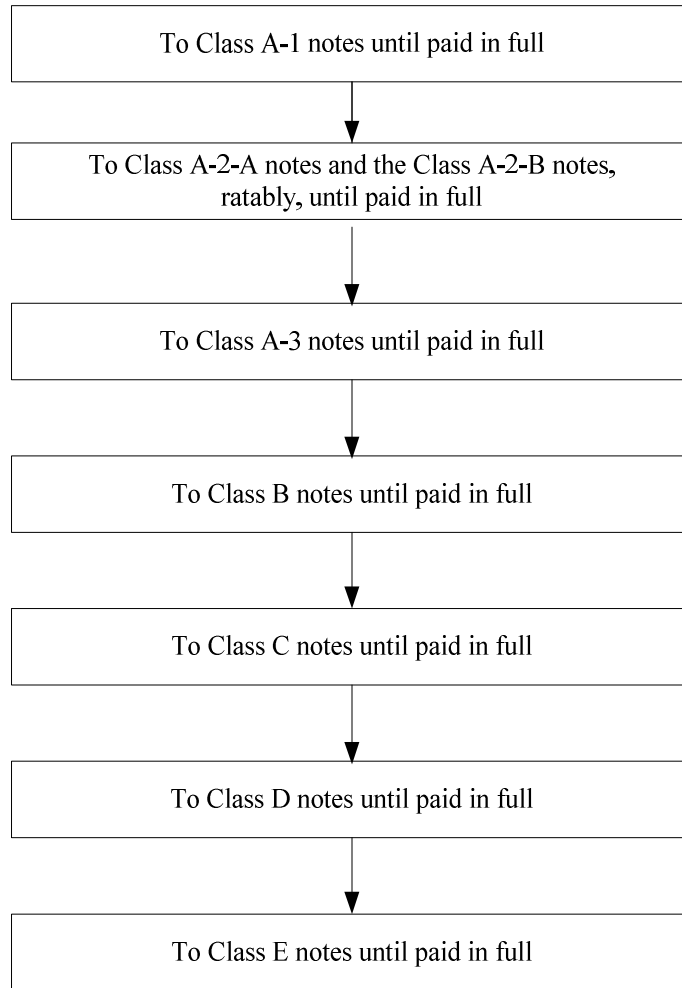 To Class A-1 notes until paid in full
To Class A-2-A notes and the Class A-2-B notes,
ratably, until paid in full
To Class A-3 notes until paid in full
To Class B notes until paid in full
To Class C notes until paid in full
To Class D notes until paid in full
To Class E notes until paid in full